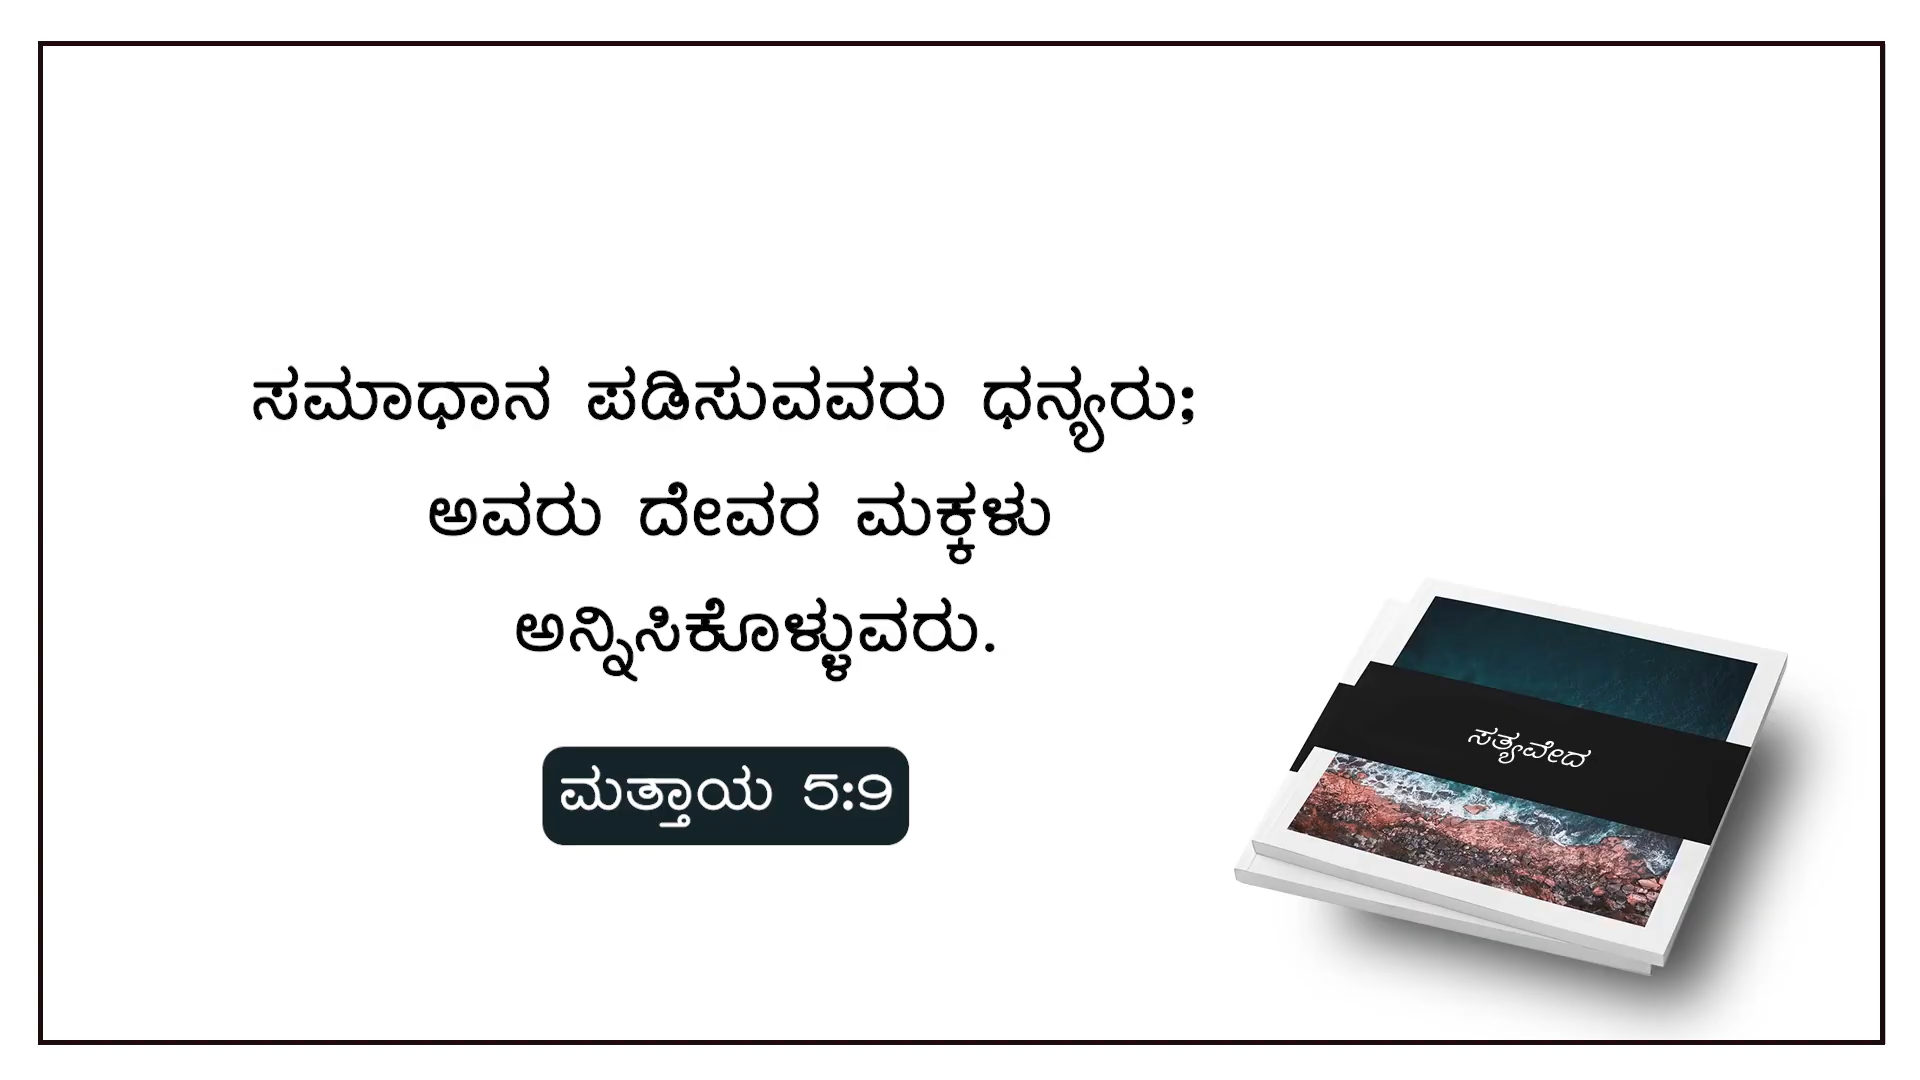 ಸಮಾಧಾನ ಪಡಿಸುವವರು ಧನ್ಯರು;
ಅವರು ದೇವರ ಮಕ್ಕಳು
ಅನ್ನಿಸಿಕೊಳ್ಳುವರು.
ಮತ್ತಾಯ 5:9
ಸತ್ಯವೇದ